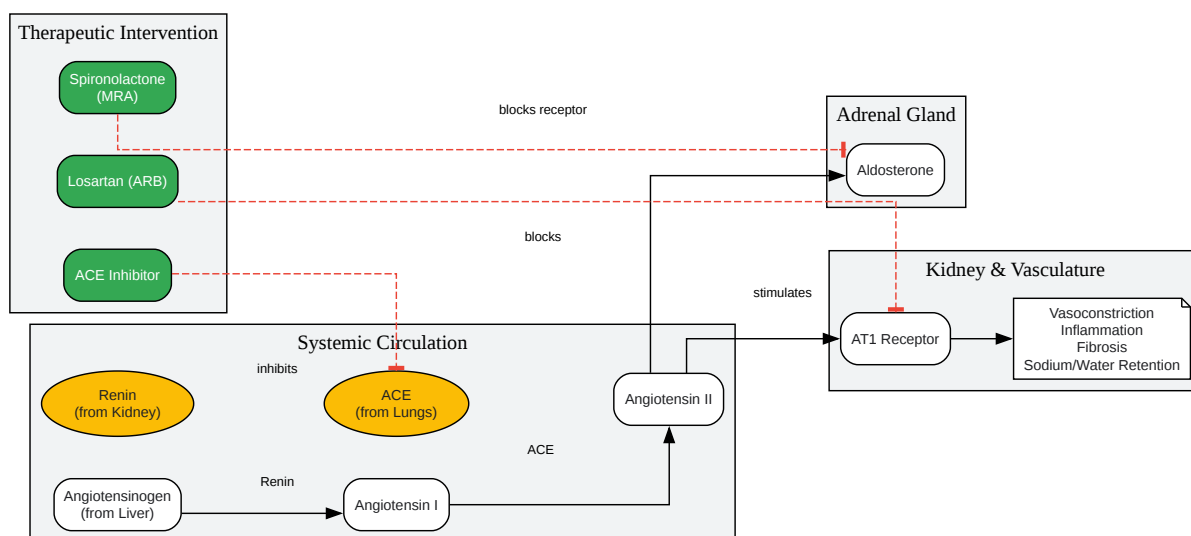 Therapeutic Intervention
Spironolactone
(MRA)
blocks receptor
Adrenal Gland
Aldosterone
Losartan (ARB)
blocks
ACE Inhibitor
Kidney & Vasculature
stimulates
AT1 Receptor
Vasoconstriction
Inflammation
Fibrosis
Sodium/Water Retention
Systemic Circulation
inhibits
Renin
(from Kidney)
ACE
(from Lungs)
Angiotensin II
ACE
Renin
Angiotensinogen
(from Liver)
Angiotensin I